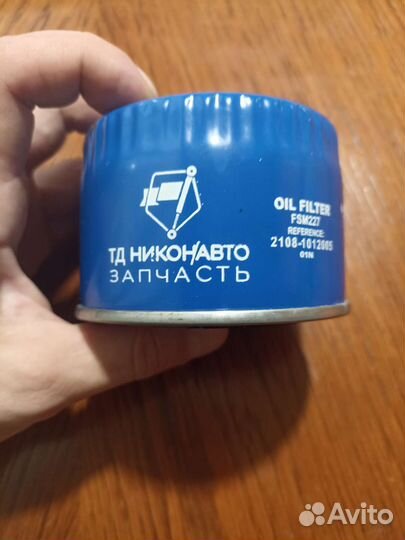 ТД НИКОНАВТО
ЗАПЧАСТЬ
OIL FILTER
FSM227
REFERENCE:
2108-1012005
01N
Avito